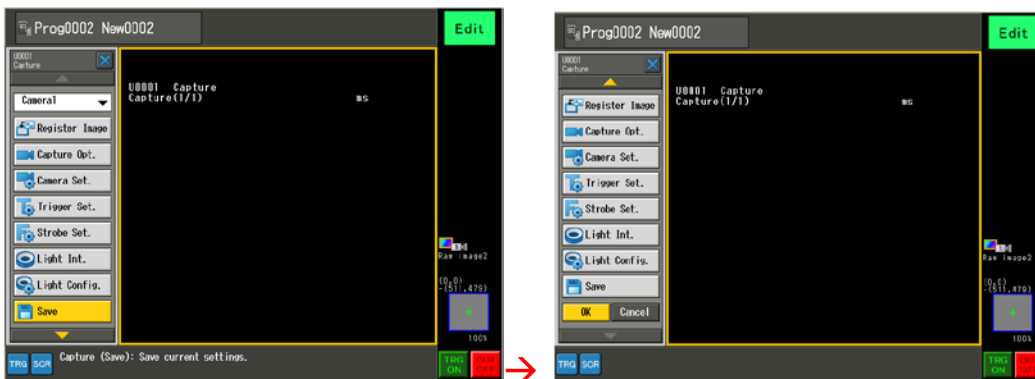 Prog0002 New0002
Edit
U0001
Capture
Camera1
Register Image
Capture Opt.
Camera Set.
Trigger Set.
Strobe Set.
Light Int.
Light Config.
Save
U0001 Capture
Capture(1/1) ms
Raw image2
(0,0)
-(511,479)
100%
TRG SCR
Capture (Save): Save current settings.
TRG
ON
OUT
OFF
→
Prog0002 New0002
Edit
U0001
Capture
Register Image
Capture Opt.
Camera Set.
Trigger Set.
Strobe Set.
Light Int.
Light Config.
Save
OK Cancel
U0001 Capture
Capture(1/1) ms
Raw image2
(0,0)
-(511,479)
100%
TRG SCR
TRG
ON
OUT
OFF